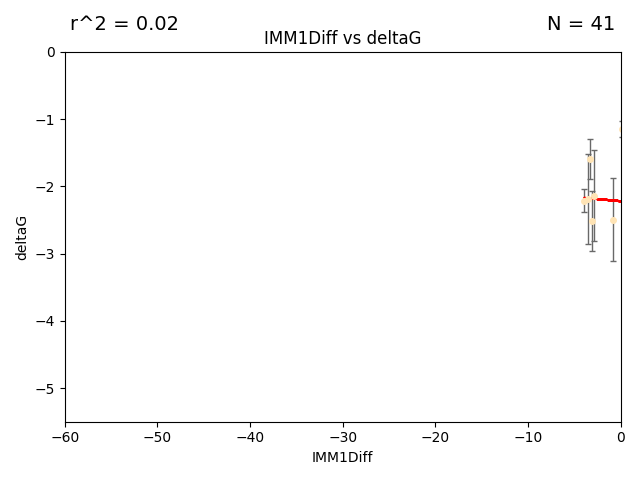 r^2 = 0.02
N = 41
IMM1Diff vs deltaG
0
−1
−2
−3
−4
−5
deltaG
−60
−50
−40
−30
−20
−10
0
IMM1Diff